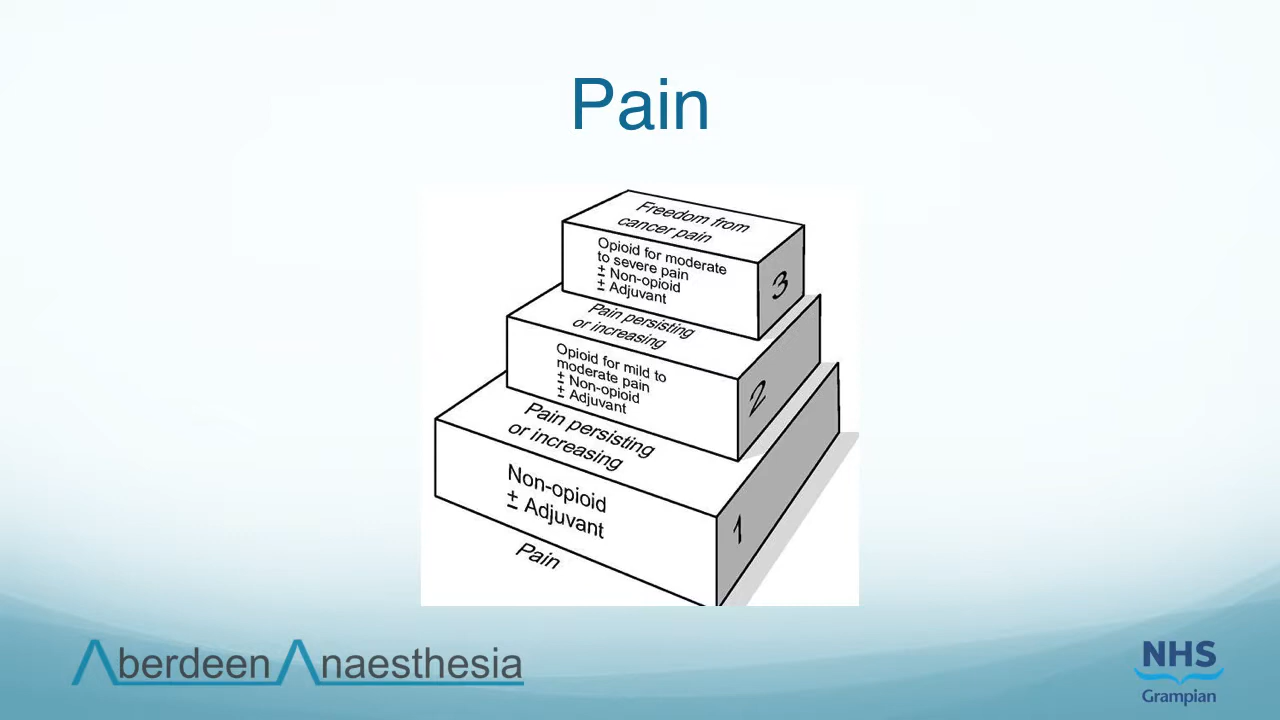 Pain
Freedom from
cancer pain
Opioid for moderate
to severe pain
± Non-opioid
± Adjuvant
3
Pain persisting
or increasing
Opioid for mild to
moderate pain
± Non-opioid
± Adjuvant
2
Pain persisting
or increasing
Non-opioid
± Adjuvant
1
Pain
Aberdeen Anaesthesia
NHS
Grampian